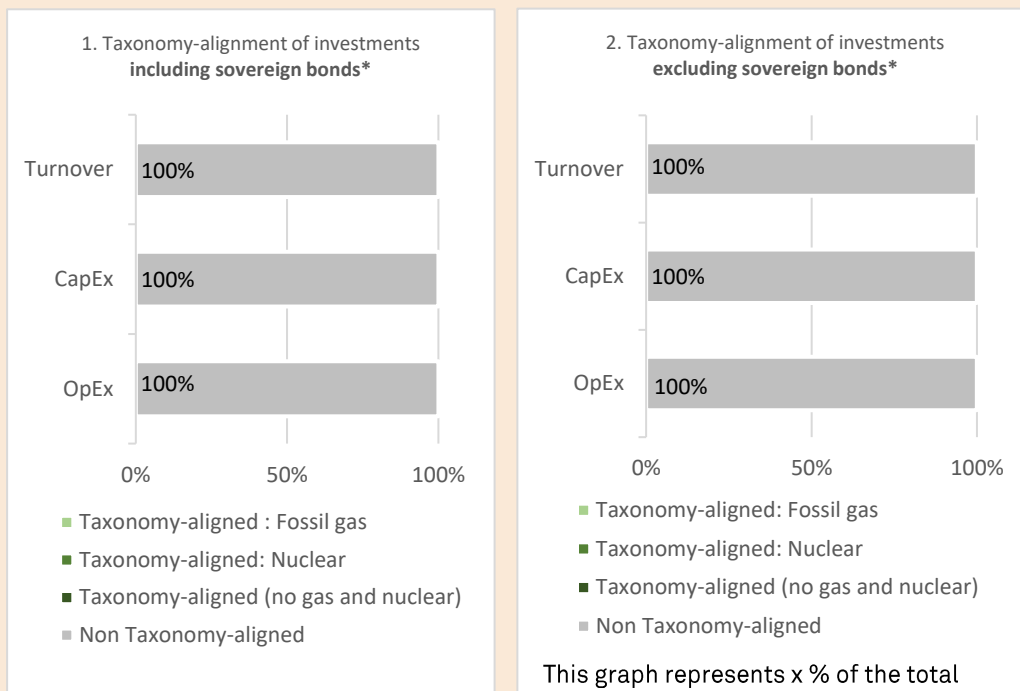 1. Taxonomy-alignment of investments
including sovereign bonds*
Turnover
100%
CapEx
100%
OpEx
100%
0%
50%
100%
Taxonomy-aligned : Fossil gas
Taxonomy-aligned: Nuclear
Taxonomy-aligned (no gas and nuclear)
Non Taxonomy-aligned
2. Taxonomy-alignment of investments
excluding sovereign bonds*
Turnover
100%
CapEx
100%
OpEx
100%
0%
50%
100%
Taxonomy-aligned: Fossil gas
Taxonomy-aligned: Nuclear
Taxonomy-aligned (no gas and nuclear)
Non Taxonomy-aligned
This graph represents x % of the total